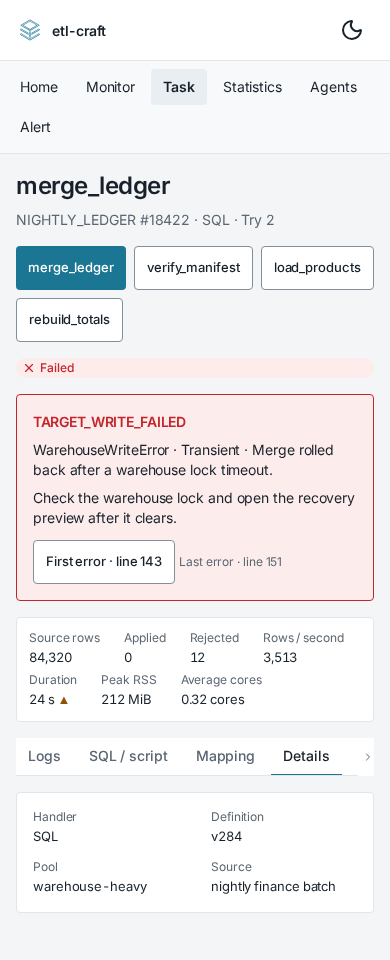 etl-craft
Home Monitor Task Statistics Agents
Alert
merge_ledger
NIGHTLY_LEDGER #18422 · SQL · Try 2
merge_ledger verify_manifest load_products
rebuild_totals
Failed
TARGET_WRITE_FAILED
WarehouseWriteError · Transient · Merge rolled
back after a warehouse lock timeout.
Check the warehouse lock and open the recovery
preview after it clears.
First error · line 143 Last error · line 151
Source rows Applied Rejected Rows / second
84,320 0 12 3,513
Duration Peak RSS Average cores
24 s ▲ 212 MiB 0.32 cores
Logs SQL / script Mapping Details ›
Handler Definition
SQL v284
Pool Source
warehouse-heavy nightly finance batch